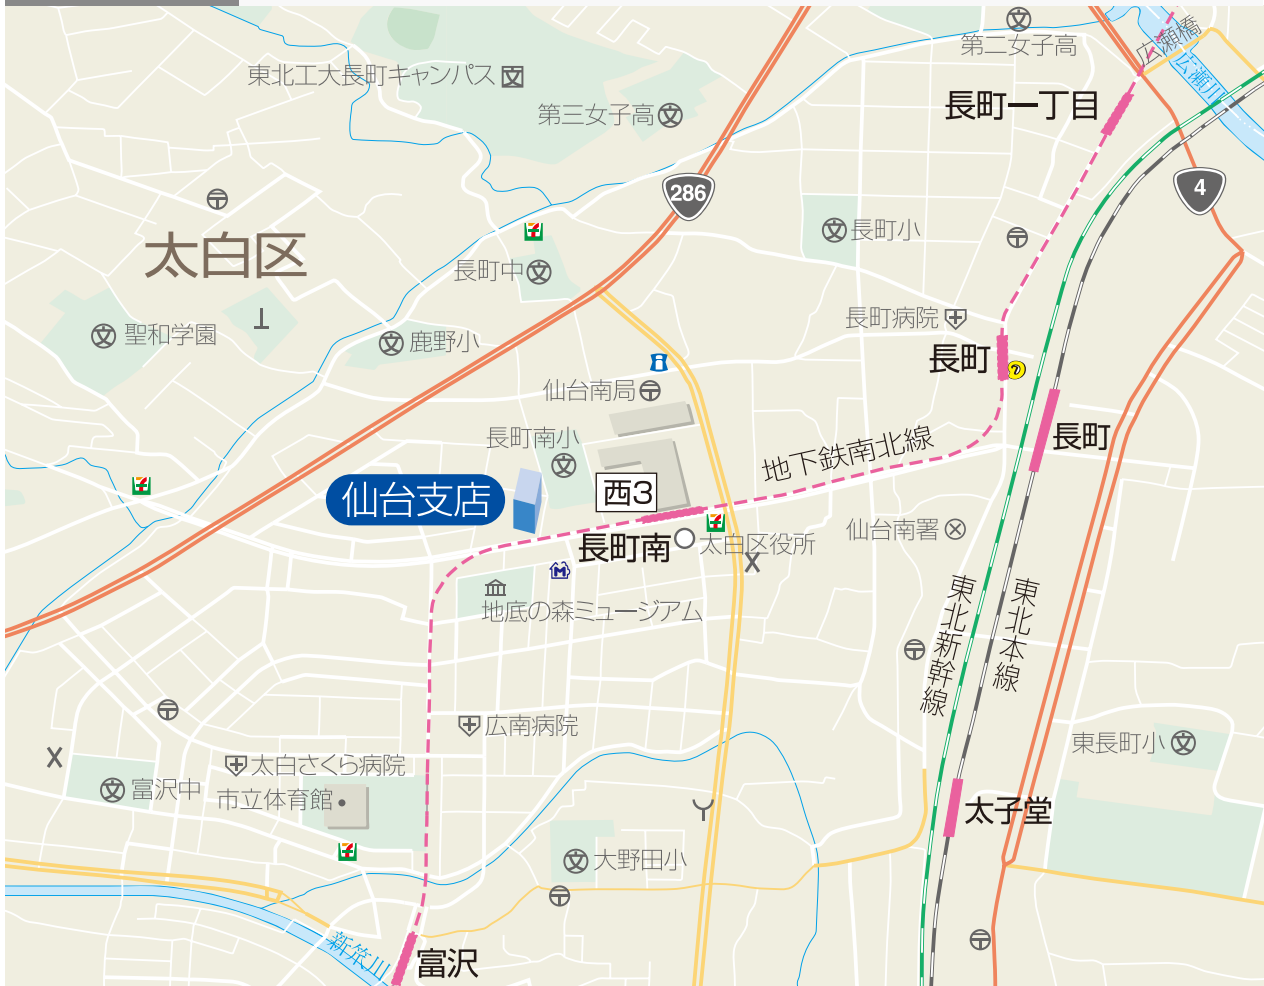 第二女子高
広瀬橋
広瀬川
東北工大長町キャンパス
第三女子高
長町一丁目
286
4
太白区
長町小
長町中
聖和学園
鹿野小
長町病院
長町
仙台南局
長町南小
長町
地下鉄南北線
仙台支店
西3
長町南
太白区役所
仙台南署
地底の森ミュージアム
東北新幹線
東北本線
広南病院
太白さくら病院
東長町小
富沢中
市立体育館
太子堂
大野田小
新笊川
富沢